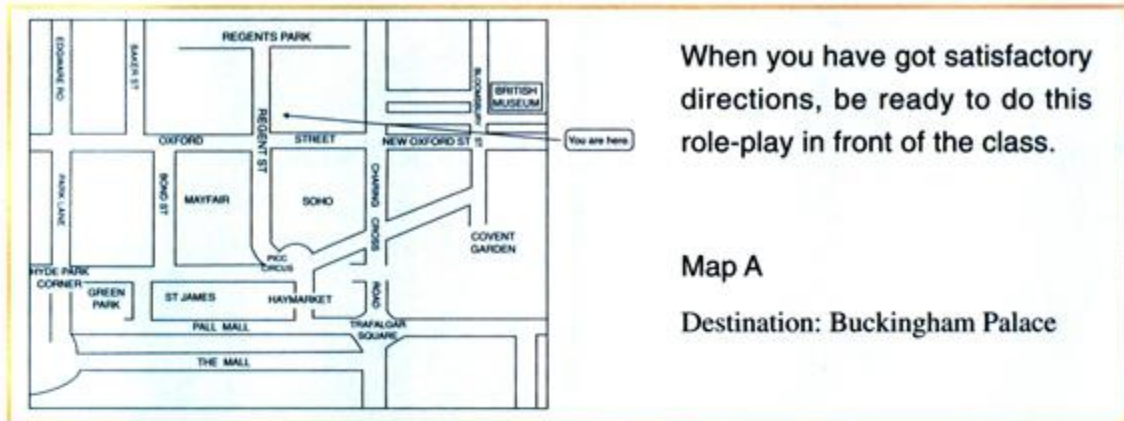 REGENTS PARK
EDGWARE RD
BAKER ST
BLOOMSBURY ST
BRITISH
MUSEUM
REGENT ST
You are here.
OXFORD STREET NEW OXFORD ST
PARK LANE
BOND ST
MAYFAIR
SOHO
CHARING CROSS ROAD
COVENT
GARDEN
PICC
CIRCUS
HYDE PARK
CORNER
GREEN
PARK
ST JAMES
HAYMARKET
PALL MALL
TRAFALGAR
SQUARE
THE MALL
When you have got satisfactory
directions, be ready to do this
role-play in front of the class.
Map A
Destination: Buckingham Palace